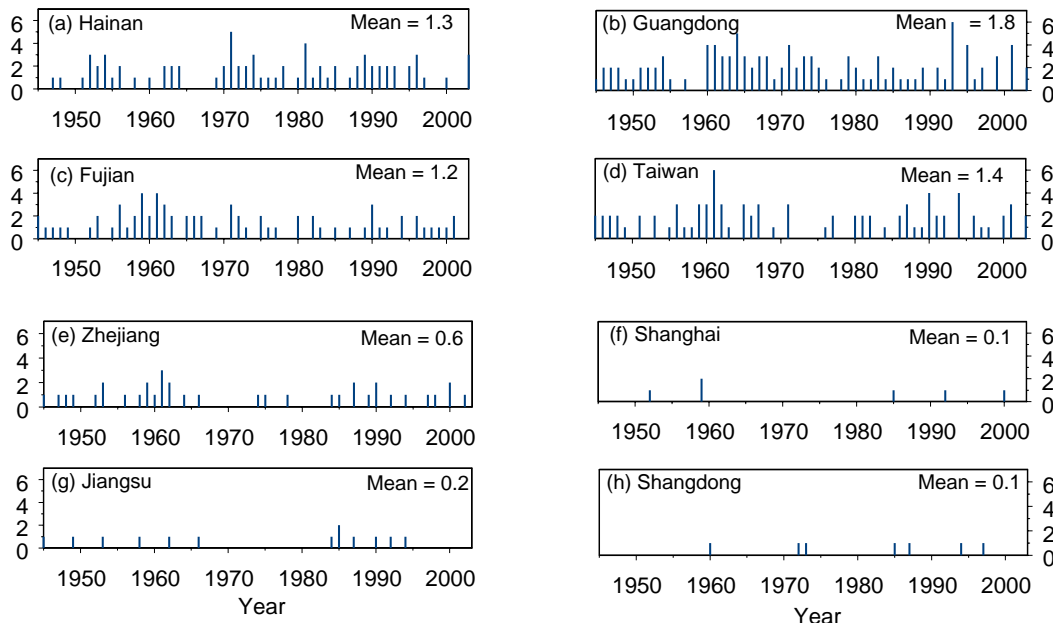 (a) Hainan Mean = 1.3
6
4
2
0
1950 1960 1970 1980 1990 2000
(b) Guangdong Mean = 1.8
6
4
2
0
1950 1960 1970 1980 1990 2000
(c) Fujian Mean = 1.2
6
4
2
0
1950 1960 1970 1980 1990 2000
(d) Taiwan Mean = 1.4
6
4
2
0
1950 1960 1970 1980 1990 2000
(e) Zhejiang Mean = 0.6
6
4
2
0
1950 1960 1970 1980 1990 2000
(f) Shanghai Mean = 0.1
6
4
2
0
1950 1960 1970 1980 1990 2000
(g) Jiangsu Mean = 0.2
6
4
2
0
1950 1960 1970 1980 1990 2000
Year
(h) Shangdong Mean = 0.1
6
4
2
0
1950 1960 1970 1980 1990 2000
Year